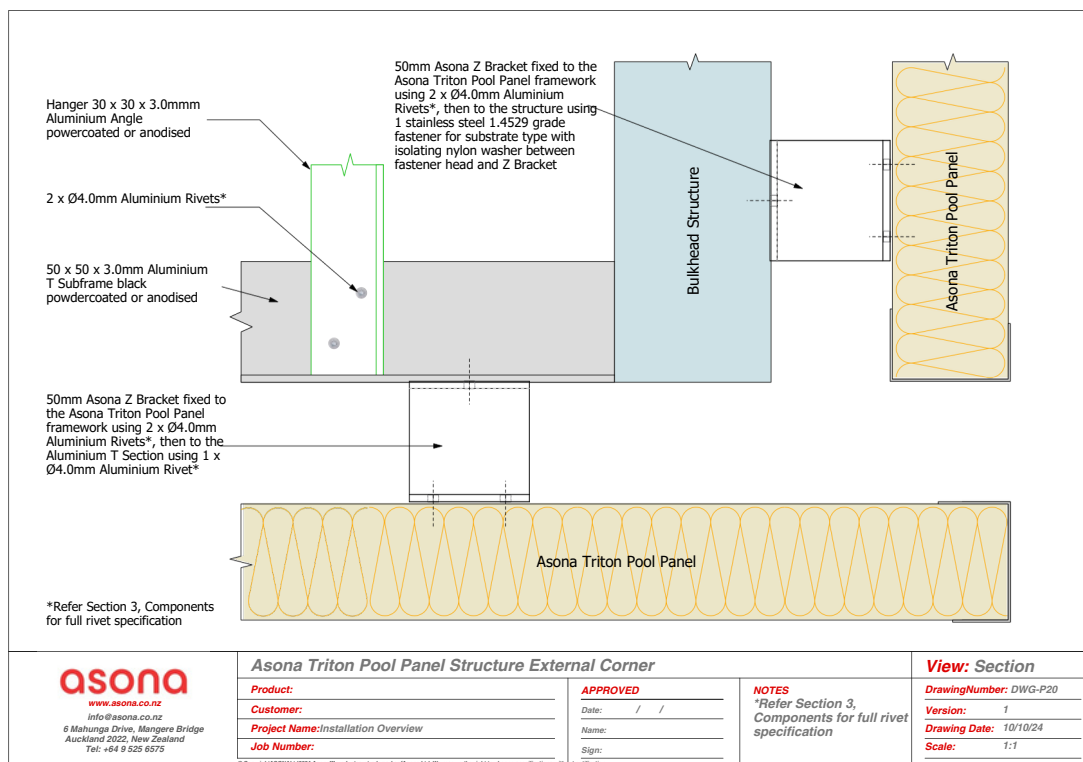 50mm Asona Z Bracket fixed to the
Asona Triton Pool Panel framework
using 2 x Ø4.0mm Aluminium
Rivets*, then to the structure using
1 stainless steel 1.4529 grade
fastener for substrate type with
isolating nylon washer between
fastener head and Z Bracket
Hanger 30 x 30 x 3.0mmm
Aluminium Angle
powercoated or anodised
2 x Ø4.0mm Aluminium Rivets*
50 x 50 x 3.0mm Aluminium
T Subframe black
powdercoated or anodised
Bulkhead Structure
Asona Triton Pool Panel
50mm Asona Z Bracket fixed to
the Asona Triton Pool Panel
framework using 2 x Ø4.0mm
Aluminium Rivets*, then to the
Aluminium T Section using 1 x
Ø4.0mm Aluminium Rivet*
Asona Triton Pool Panel
*Refer Section 3, Components
for full rivet specification
asona
www.asona.co.nz
info@asona.co.nz
6 Mahunga Drive, Mangere Bridge
Auckland 2022, New Zealand
Tel: +64 9 525 6575
Asona Triton Pool Panel Structure External Corner
Product:
Customer:
Project Name:Installation Overview
Job Number:
APPROVED
Date: / /
Name:
Sign:
NOTES
*Refer Section 3,
Components for full rivet
specification
View: Section
DrawingNumber: DWG-P20
Version: 1
Drawing Date: 10/10/24
Scale: 1:1